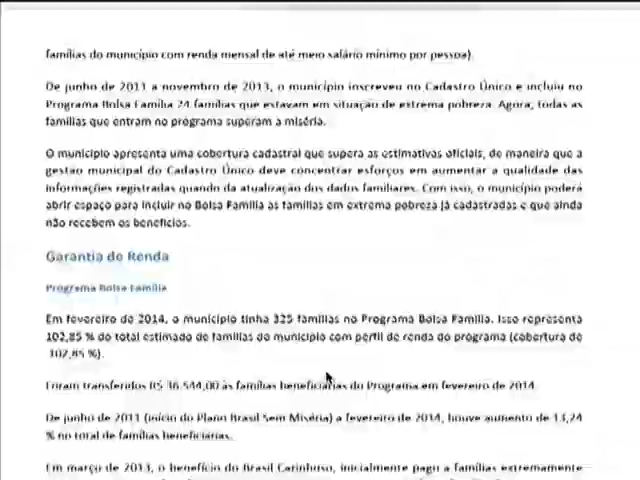 famílias do município com renda mensal de até meio salário mínimo por pessoa).
De junho de 2011 a novembro de 2013, o município inscreveu no Cadastro Único e incluiu no
Programa Bolsa Família 24 famílias que estavam em situação de extrema pobreza. Agora, todas as
famílias que entram no programa superam a miséria.
O município apresenta uma cobertura cadastral que supera as estimativas oficiais, de maneira que a
gestão municipal do Cadastro Único deve concentrar esforços em aumentar a qualidade das
informações registradas quando da atualização dos dados familiares. Com isso, o município poderá
abrir espaço para incluir no Bolsa Família as famílias em extrema pobreza já cadastradas e que ainda
não recebem os benefícios.
Garantia de Renda
Programa Bolsa Família
Em fevereiro de 2014, o município tinha 325 famílias no Programa Bolsa Família. Isso representa
102,85 % do total estimado de famílias do município com perfil de renda do programa (cobertura de
102,85 %).
Foram transferidos R$ 36.544,00 às famílias beneficiárias do Programa em fevereiro de 2014.
De junho de 2011 (início do Plano Brasil Sem Miséria) a fevereiro de 2014, houve aumento de 13,24
% no total de famílias beneficiárias.
Em março de 2013, o benefício do Brasil Carinhoso, inicialmente pago a famílias extremamente